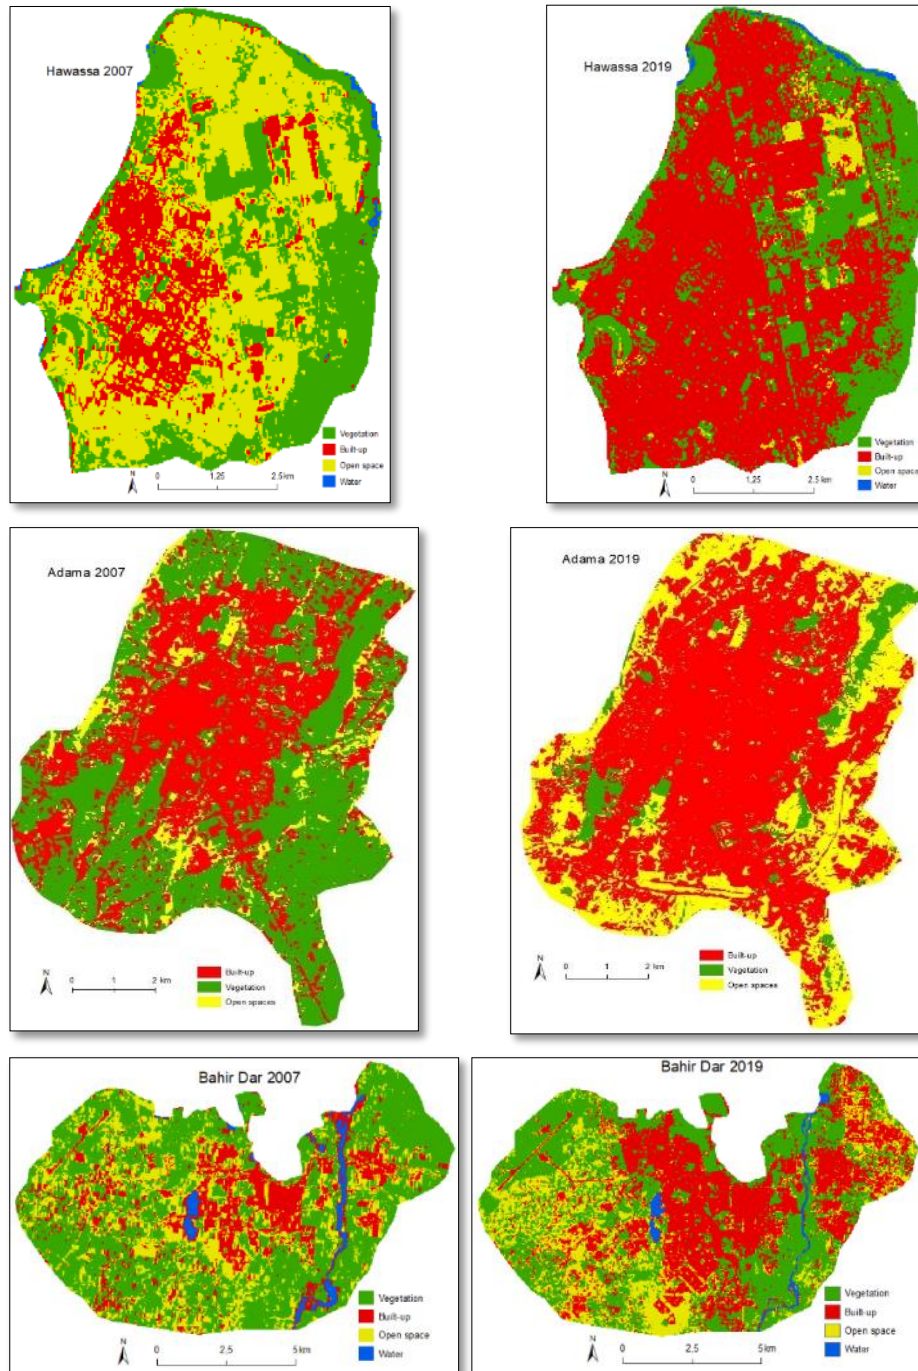 Hawassa 2007
Vegetation
Built-up
Open space
Water
N
0 1,25 2.5 km
Hawassa 2019
Vegetation
Built-up
Open space
Water
N
0 1,25 2.5 km
Adama 2007
Built-up
Vegetation
Open spaces
N
0 1 2 km
Adama 2019
Built-up
Vegetation
Open spaces
N
0 1 2 km
Bahir Dar 2007
Vegetation
Built-up
Open space
Water
N
0 2.5 5 km
Bahir Dar 2019
Vegetation
Built-up
Open space
Water
N
0 2.5 5 km